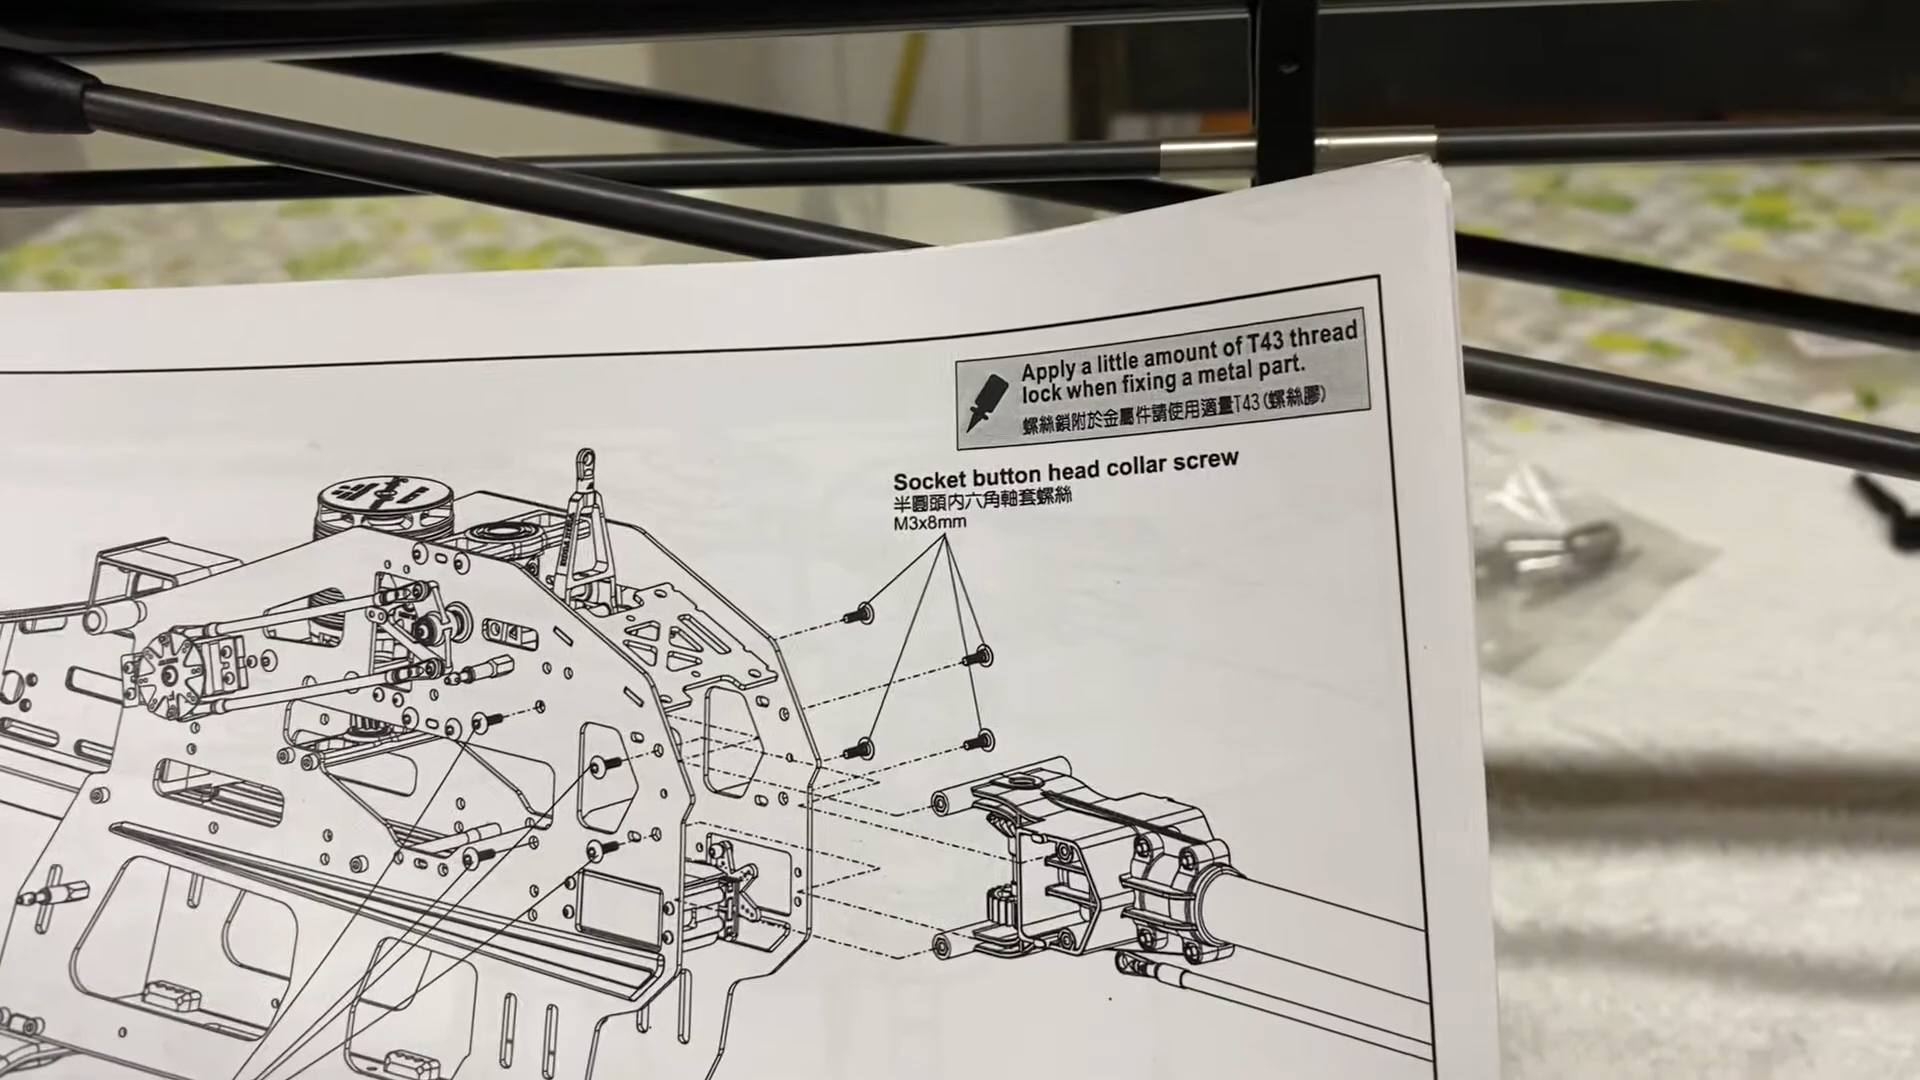 Apply a little amount of T43 thread
lock when fixing a metal part.
螺絲鎖附於金屬件請使用適量T43(螺絲膠)
Socket button head collar screw
半圓頭內六角軸套螺絲
M3x8mm